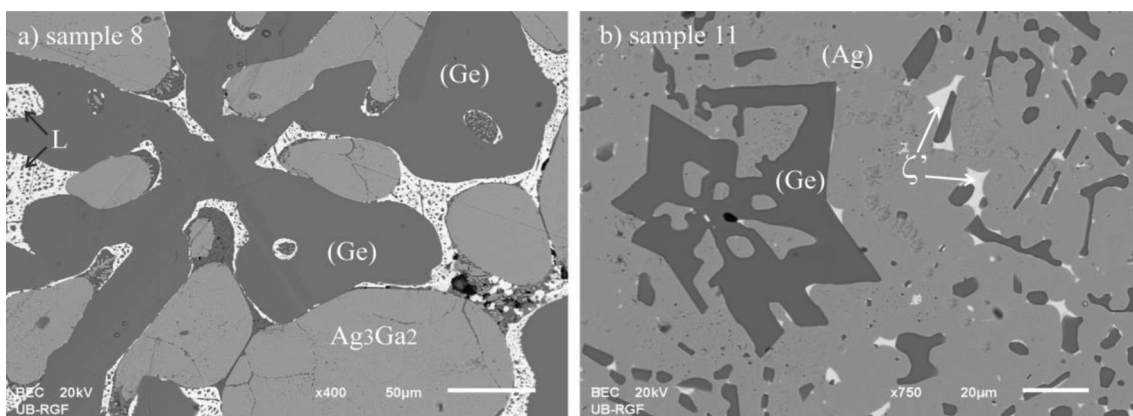 a) sample 8
(Ge)
L
(Ge)
Ag3Ga2
BEC 20kV x400 50µm
UB-RGF
b) sample 11
(Ag)
ζ'
(Ge)
BEC 20kV x750 20µm
UB-RGF